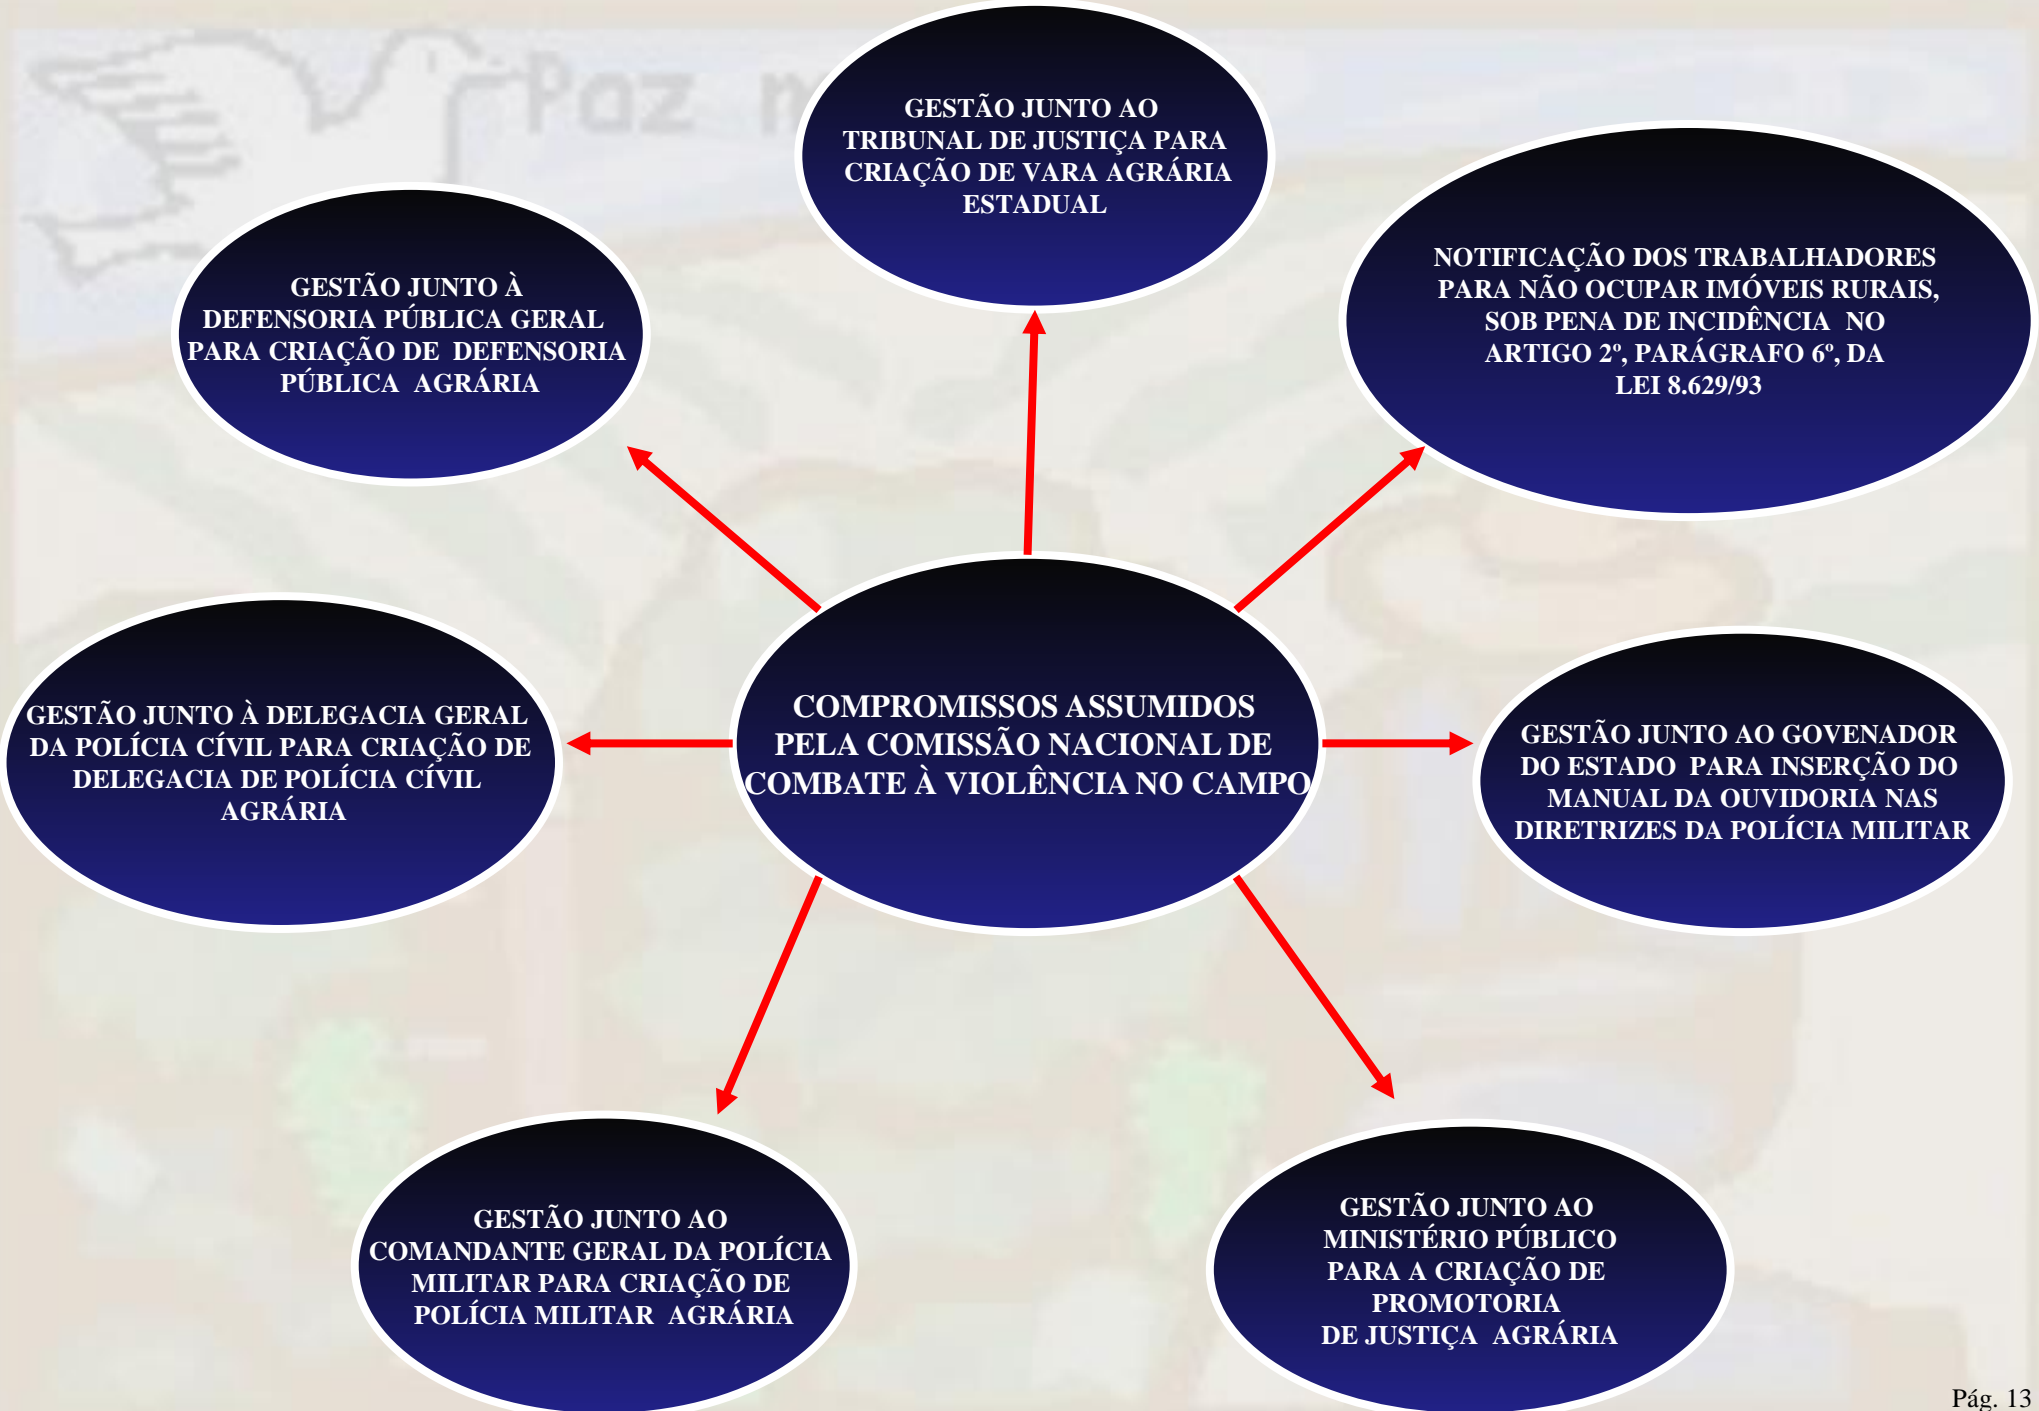 Paz
GESTÃO JUNTO AO
TRIBUNAL DE JUSTIÇA PARA
CRIAÇÃO DE VARA AGRÁRIA
ESTADUAL
NOTIFICAÇÃO DOS TRABALHADORES
PARA NÃO OCUPAR IMÓVEIS RURAIS,
SOB PENA DE INCIDÊNCIA NO
ARTIGO 2º, PARÁGRAFO 6º, DA
LEI 8.629/93
GESTÃO JUNTO À
DEFENSORIA PÚBLICA GERAL
PARA CRIAÇÃO DE DEFENSORIA
PÚBLICA AGRÁRIA
GESTÃO JUNTO À DELEGACIA GERAL
DA POLÍCIA CÍVIL PARA CRIAÇÃO DE
DELEGACIA DE POLÍCIA CÍVIL
AGRÁRIA
COMPROMISSOS ASSUMIDOS
PELA COMISSÃO NACIONAL DE
COMBATE À VIOLÊNCIA NO CAMPO
GESTÃO JUNTO AO GOVENADOR
DO ESTADO PARA INSERÇÃO DO
MANUAL DA OUVIDORIA NAS
DIRETRIZES DA POLÍCIA MILITAR
GESTÃO JUNTO AO
COMANDANTE GERAL DA POLÍCIA
MILITAR PARA CRIAÇÃO DE
POLÍCIA MILITAR AGRÁRIA
GESTÃO JUNTO AO
MINISTÉRIO PÚBLICO
PARA A CRIAÇÃO DE
PROMOTORIA
DE JUSTIÇA AGRÁRIA
Pág. 13